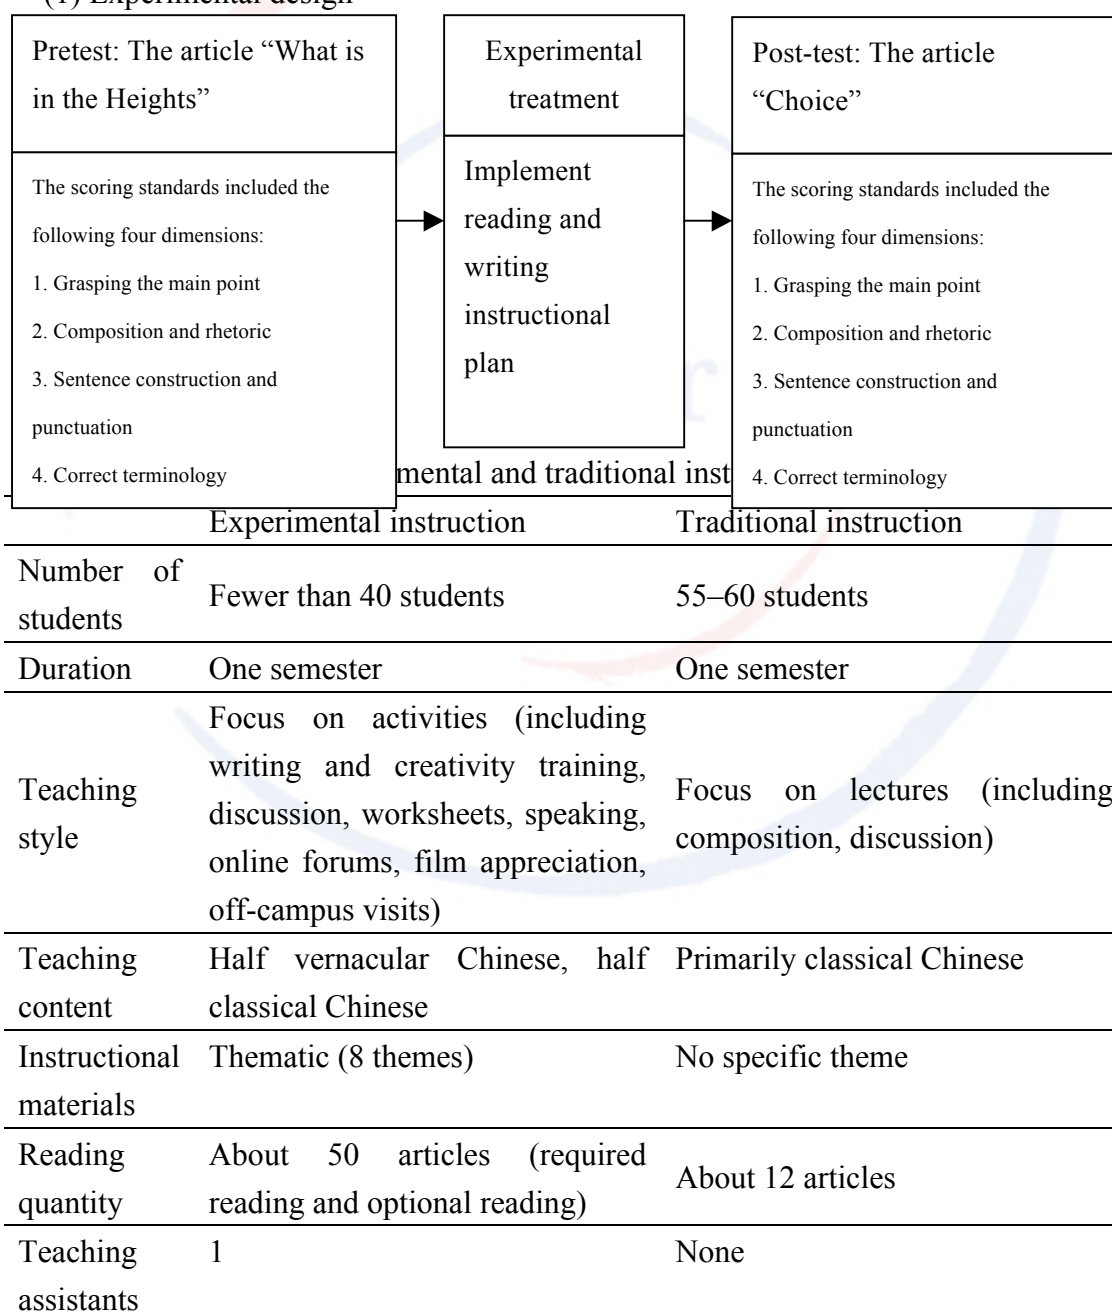 (1) Experimental design
Pretest: The article “What is
in the Heights”
The scoring standards included the
following four dimensions:
1. Grasping the main point
2. Composition and rhetoric
3. Sentence construction and
punctuation
4. Correct terminology
Experimental
treatment
Implement
reading and
writing
instructional
plan
Post-test: The article
“Choice”
The scoring standards included the
following four dimensions:
1. Grasping the main point
2. Composition and rhetoric
3. Sentence construction and
punctuation
4. Correct terminology
mental and traditional inst
Experimental instruction Traditional instruction
Number of
students
Fewer than 40 students
55–60 students
Duration One semester One semester
Teaching
style
Focus on activities (including
writing and creativity training,
discussion, worksheets, speaking,
online forums, film appreciation,
off-campus visits)
Focus on lectures (including
composition, discussion)
Teaching
content
Half vernacular Chinese, half
classical Chinese
Primarily classical Chinese
Instructional
materials
Thematic (8 themes)
No specific theme
Reading
quantity
About 50 articles (required
reading and optional reading)
About 12 articles
Teaching
assistants
1
None